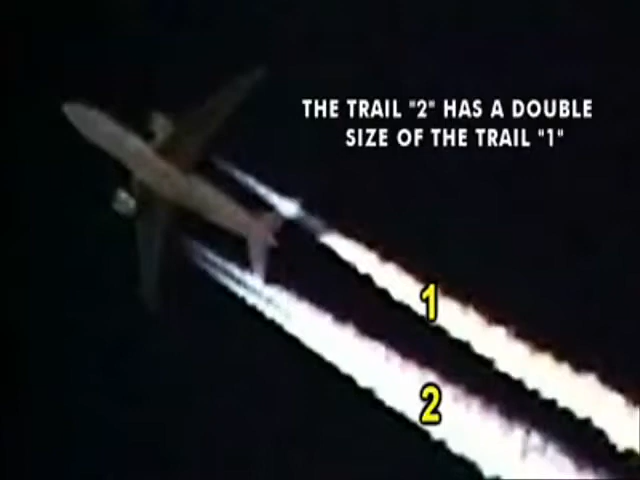 THE TRAIL "2" HAS A DOUBLE
SIZE OF THE TRAIL "1"
1
2